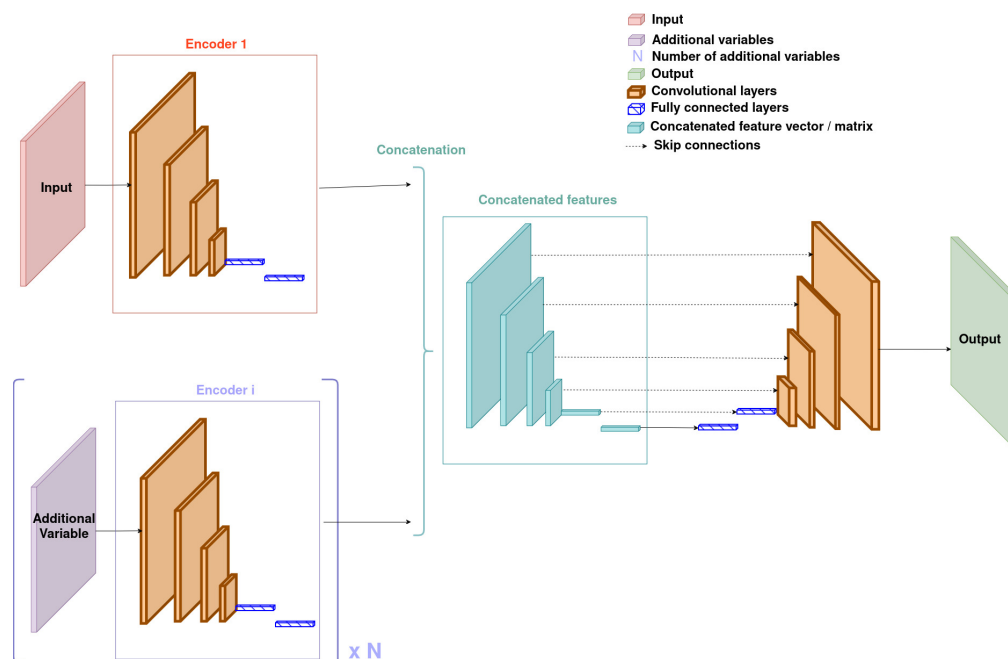 Input
Additional variables
N Number of additional variables
Output
Convolutional layers
Fully connected layers
Concatenated feature vector / matrix
Skip connections
Encoder 1
Input
Concatenation
Concatenated features
Output
Encoder i
Additional
Variable
x N